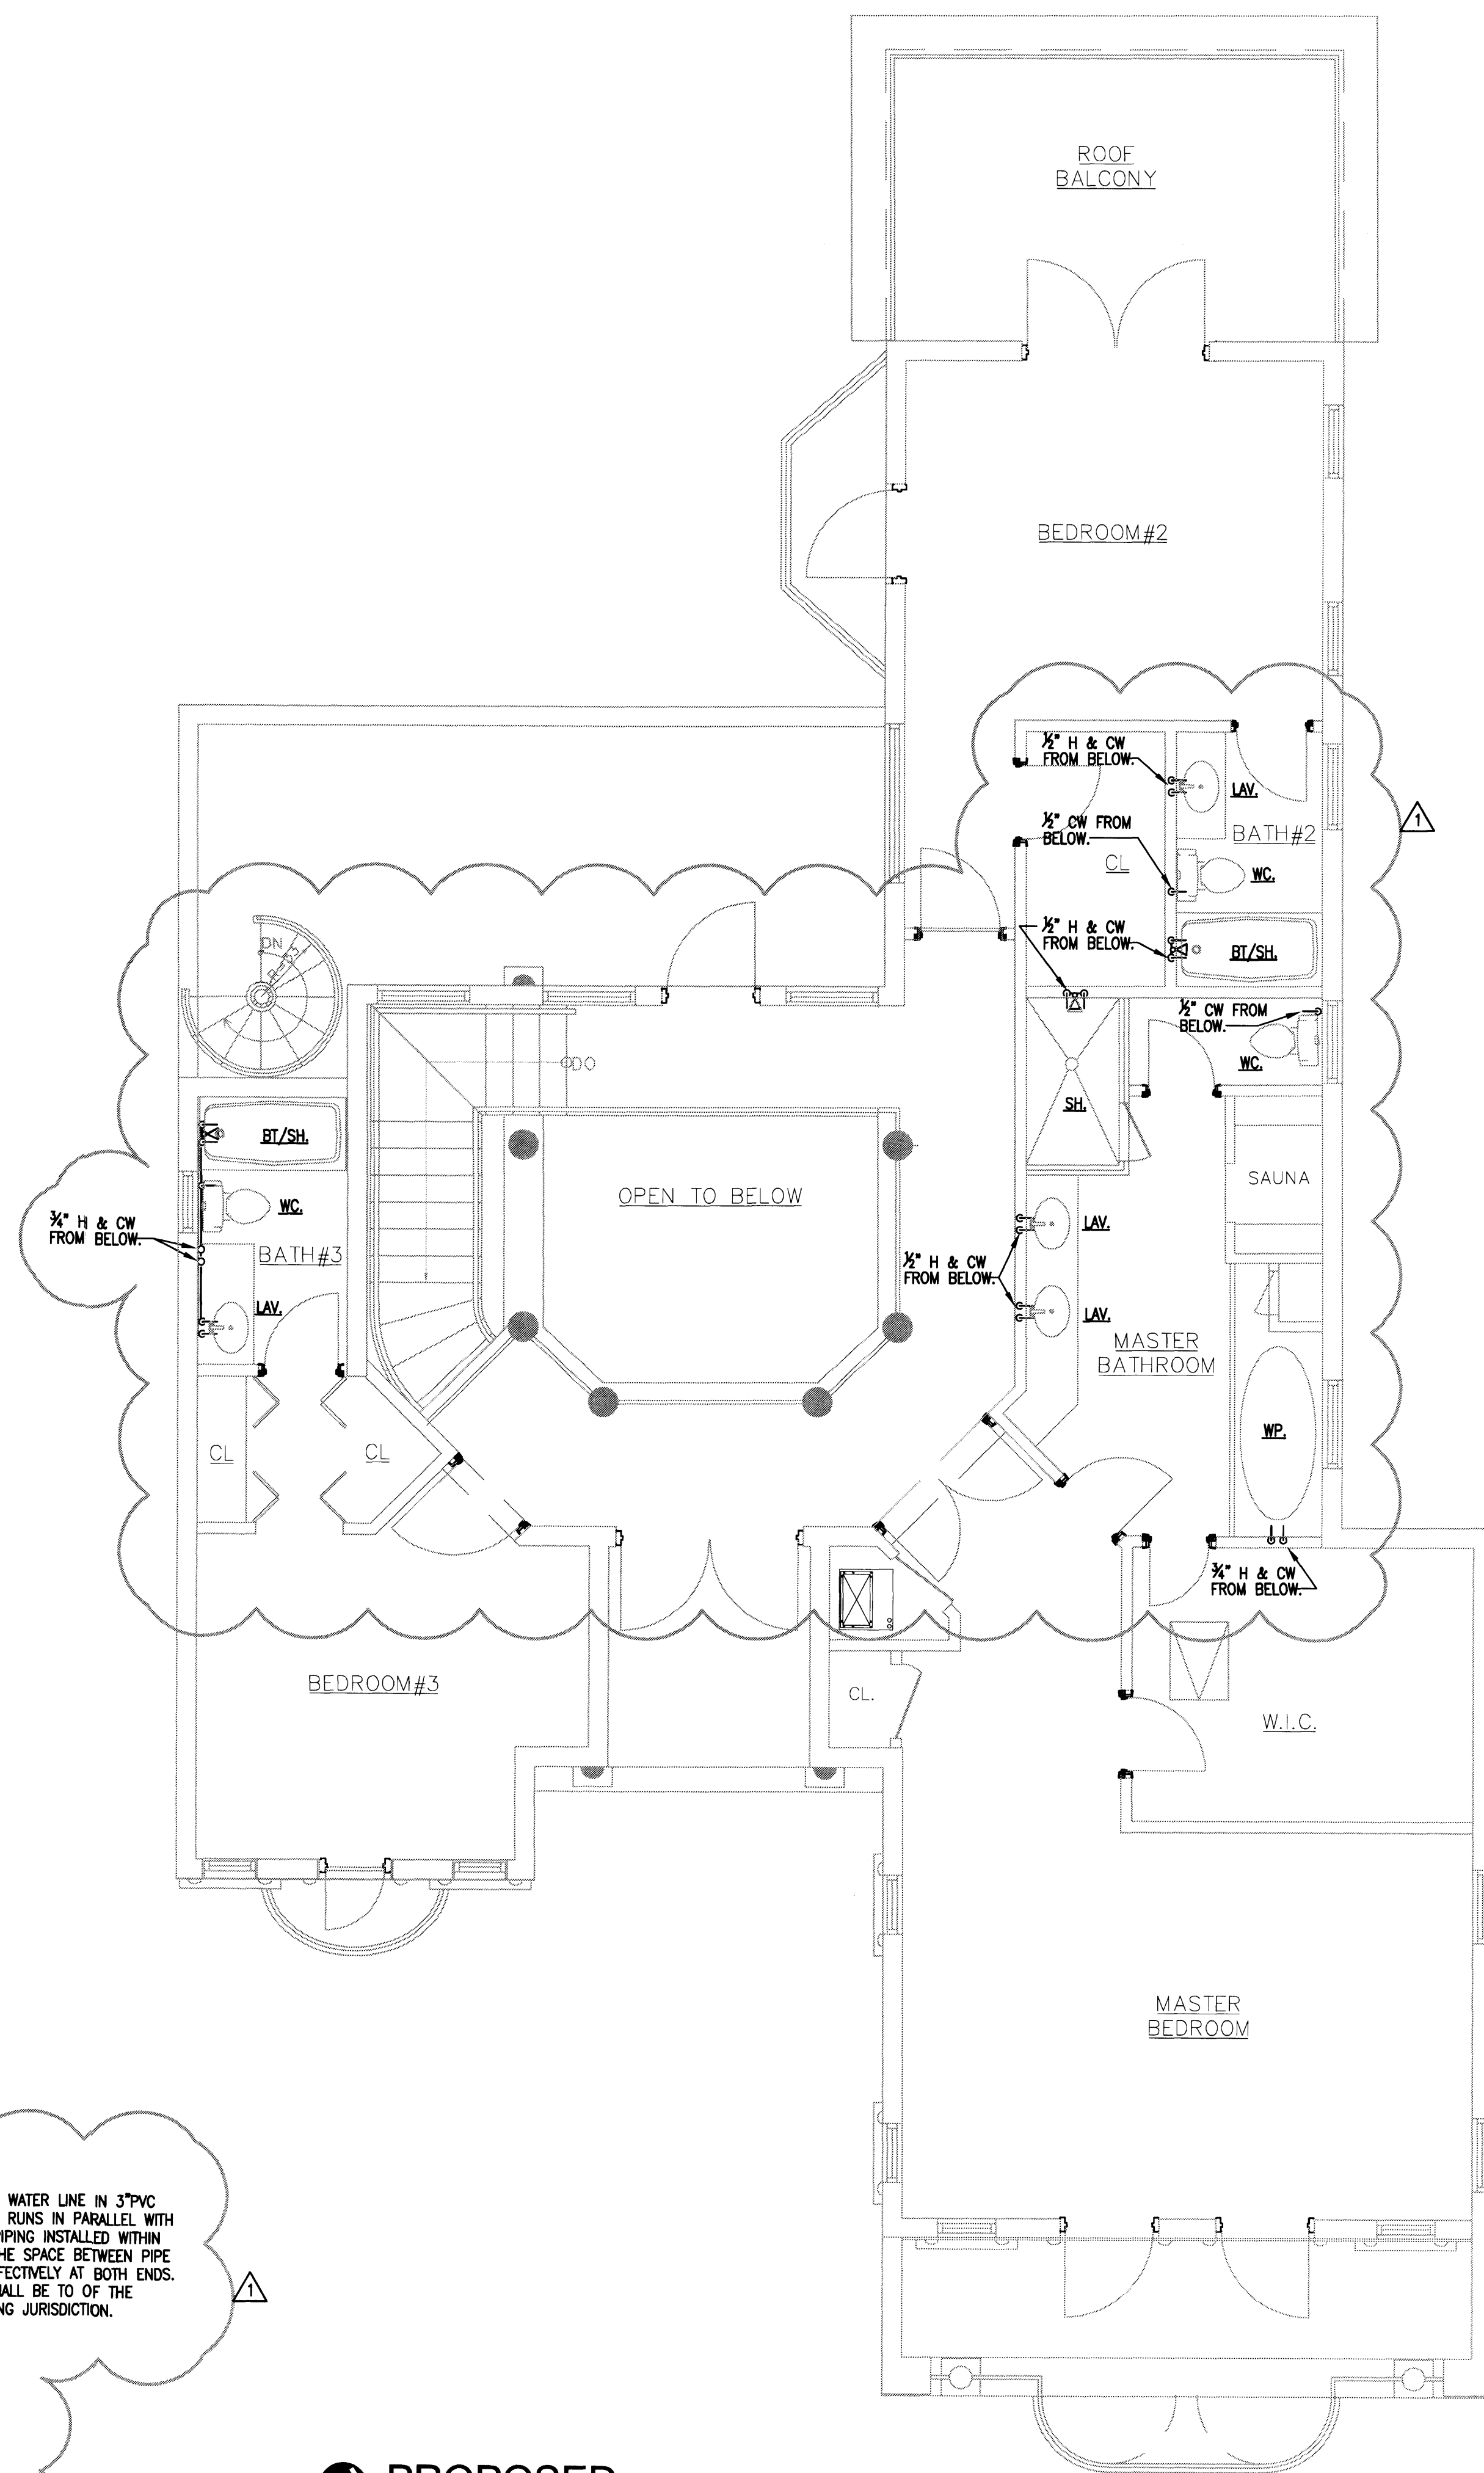 ROOF
BALCONY
BEDROOM#2
½" H & CW
FROM BELOW.
LAV.
½" CW FROM
BELOW.
BATH#2
CL
WC.
½" H & CW
FROM BELOW.
BT/SH.
1
DN
½" CW FROM
BELOW.
WC.
SH.
BT/SH.
WC.
¾" H & CW
FROM BELOW.
BATH#3
LAV.
OPEN TO BELOW
SAUNA
LAV.
½" H & CW
FROM BELOW.
LAV.
MASTER
BATHROOM
WP.
CL
CL
¾" H & CW
FROM BELOW.
BEDROOM#3
CL.
W.I.C.
MASTER
BEDROOM
WATER LINE IN 3"PVC
RUNS IN PARALLEL WITH
PIPING INSTALLED WITHIN
HE SPACE BETWEEN PIPE
FECTIVELY AT BOTH ENDS.
HALL BE TO OF THE
NG JURISDICTION.
1
PROPOSED